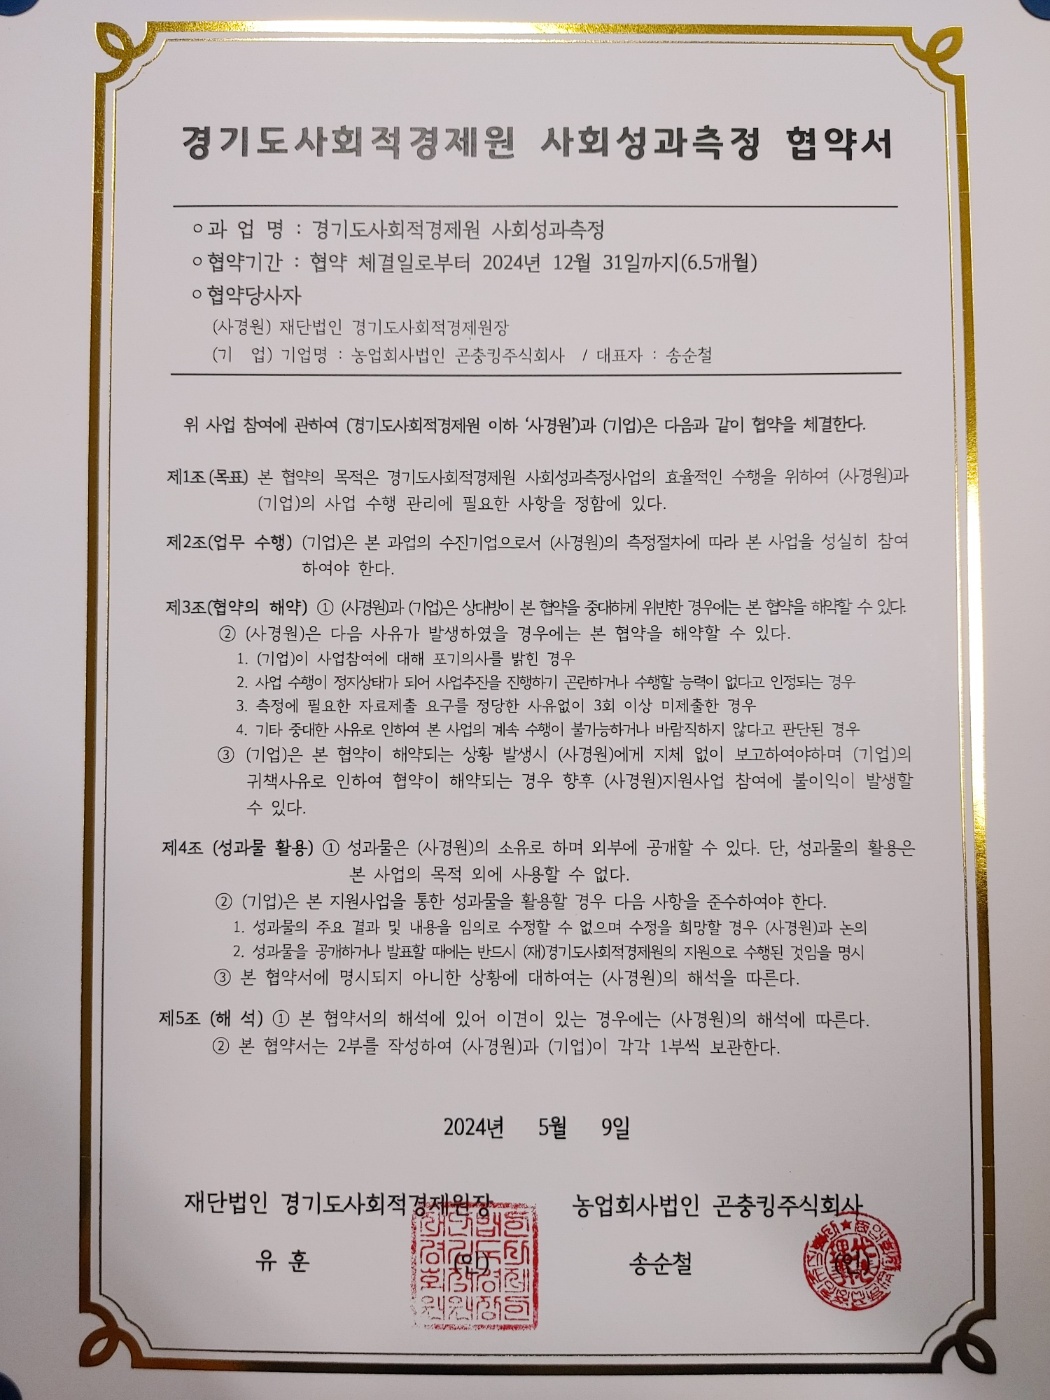 경기도사회적경제원 사회성과측정 협약서
ㅇ과 업 명 : 경기도사회적경제원 사회성과측정
ㅇ협약기간 : 협약 체결일로부터 2024년 12월 31일까지(6.5개월)
ㅇ협약당사자
(사경원) 재단법인 경기도사회적경제원장
(기 업) 기업명 : 농업회사법인 곤충킹주식회사 / 대표자 : 송순철
위 사업 참여에 관하여 (경기도사회적경제원 이하 ‘사경원’)과 (기업)은 다음과 같이 협약을 체결한다.
제1조(목표) 본 협약의 목적은 경기도사회적경제원 사회성과측정사업의 효율적인 수행을 위하여 (사경원)과
(기업)의 사업 수행 관리에 필요한 사항을 정함에 있다.
제2조(업무 수행) (기업)은 본 과업의 수진기업으로서 (사경원)의 측정절차에 따라 본 사업을 성실히 참여
하여야 한다.
제3조(협약의 해약) ① (사경원)과 (기업)은 상대방이 본 협약을 중대하게 위반한 경우에는 본 협약을 해약할 수 있다.
② (사경원)은 다음 사유가 발생하였을 경우에는 본 협약을 해약할 수 있다.
1. (기업)이 사업참여에 대해 포기의사를 밝힌 경우
2. 사업 수행이 정지상태가 되어 사업추진을 진행하기 곤란하거나 수행할 능력이 없다고 인정되는 경우
3. 측정에 필요한 자료제출 요구를 정당한 사유없이 3회 이상 미제출한 경우
4. 기타 중대한 사유로 인하여 본 사업의 계속 수행이 불가능하거나 바람직하지 않다고 판단된 경우
③ (기업)은 본 협약이 해약되는 상황 발생시 (사경원)에게 지체 없이 보고하여야하며 (기업)의
귀책사유로 인하여 협약이 해약되는 경우 향후 (사경원)지원사업 참여에 불이익이 발생할
수 있다.
제4조 (성과물 활용) ① 성과물은 (사경원)의 소유로 하며 외부에 공개할 수 있다. 단, 성과물의 활용은
본 사업의 목적 외에 사용할 수 없다.
② (기업)은 본 지원사업을 통한 성과물을 활용할 경우 다음 사항을 준수하여야 한다.
1. 성과물의 주요 결과 및 내용을 임의로 수정할 수 없으며 수정을 희망할 경우 (사경원)과 논의
2. 성과물을 공개하거나 발표할 때에는 반드시 (재)경기도사회적경제원의 지원으로 수행된 것임을 명시
③ 본 협약서에 명시되지 아니한 상황에 대하여는 (사경원)의 해석을 따른다.
제5조 (해 석) ① 본 협약서의 해석에 있어 이견이 있는 경우에는 (사경원)의 해석에 따른다.
② 본 협약서는 2부를 작성하여 (사경원)과 (기업)이 각각 1부씩 보관한다.
2024년 5월 9일
재단법인 경기도사회적경제원장 농업회사법인 곤충킹주식회사
유 훈 (인) 송순철 (인)